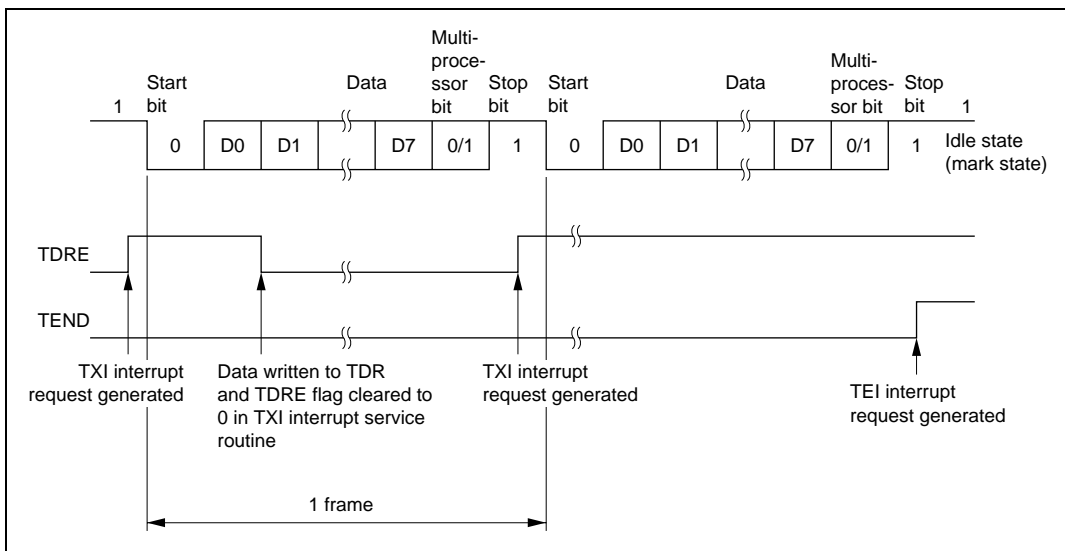 1
Start
bit
Data
Multi-
proce-
ssor
bit
Stop
bit
Start
bit
Data
Multi-
proces-
sor bit
Stop
bit
1
0
D0
D1
D7
0/1
1
0
D0
D1
D7
0/1
1
Idle state
(mark state)
TDRE
TEND
TXI interrupt
request generated
Data written to TDR
and TDRE flag cleared to
0 in TXI interrupt service
routine
TXI interrupt
request generated
TEI interrupt
request generated
1 frame